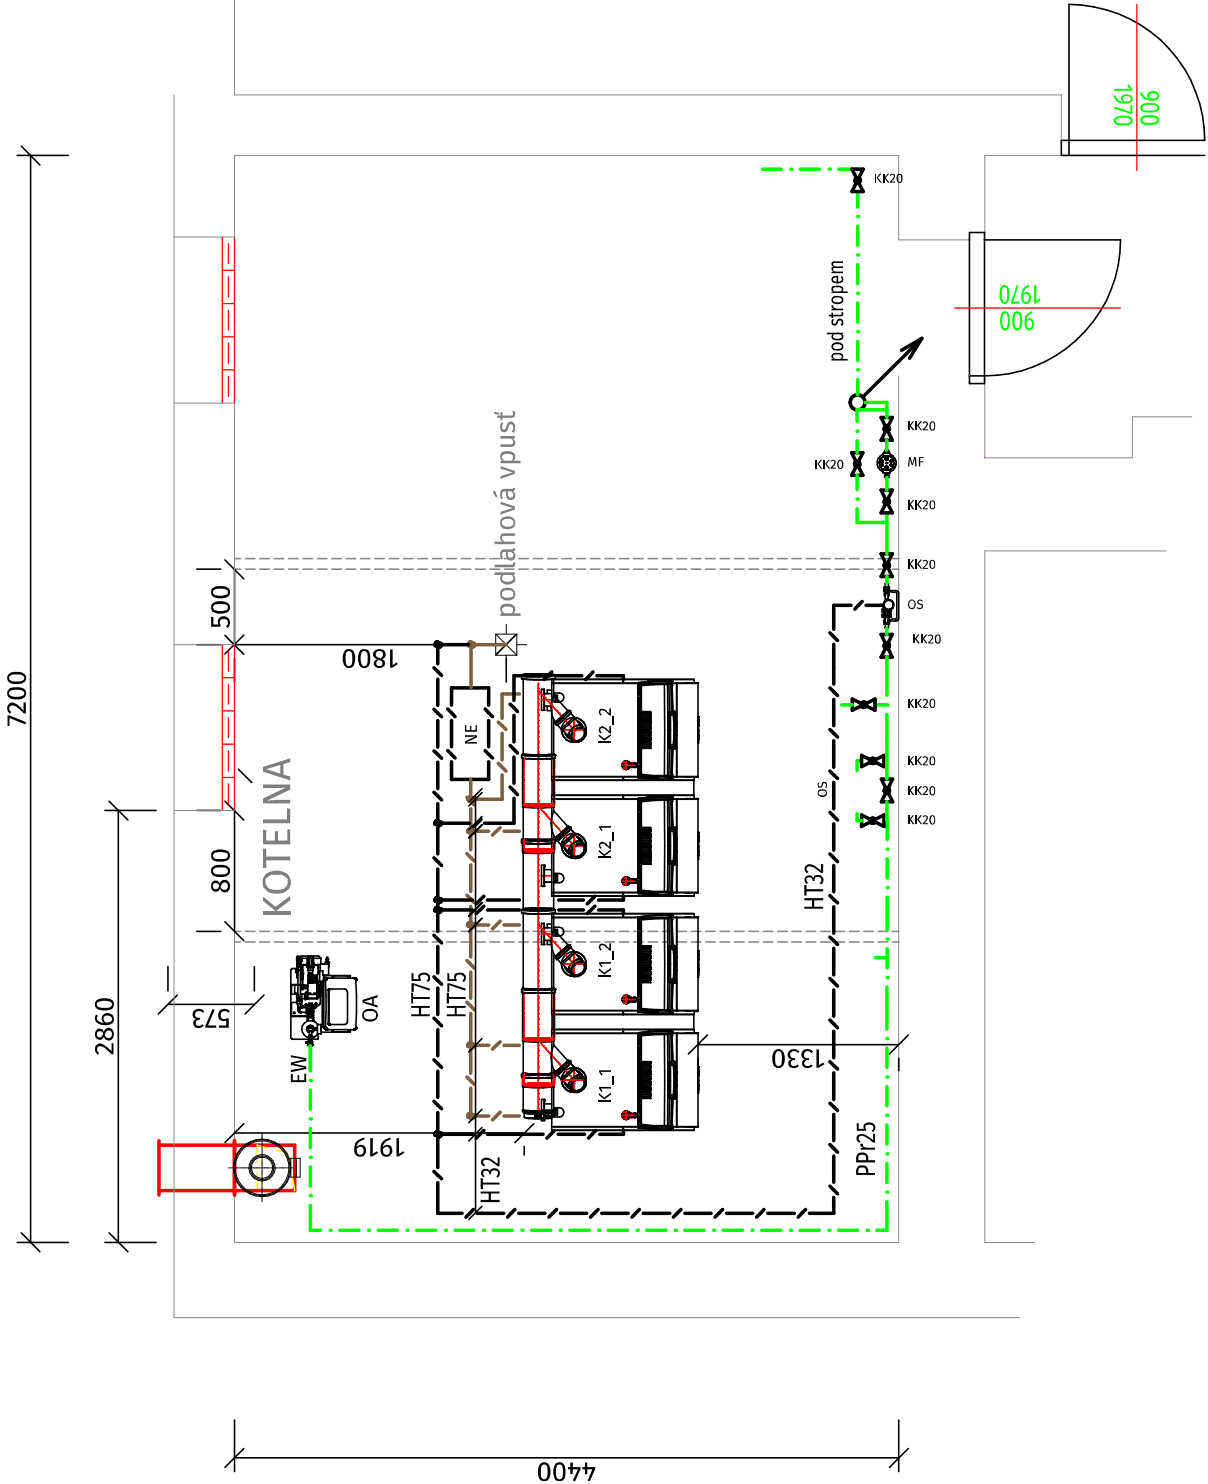 900
1970
KK20
1970
900
pod stropem
KK20
KK20
MF
KK20
KK20
OS
KK20
KK20
KK20
KK20
KK20
podlahová vpusť
7200
500
1800
NE
K2_2
K2_1
OS
KOTELNA
800
HT32
K1_2
K1_1
HT75
HT75
OA
573
2860
EW
1330
1919
HT32
PPr25
4400